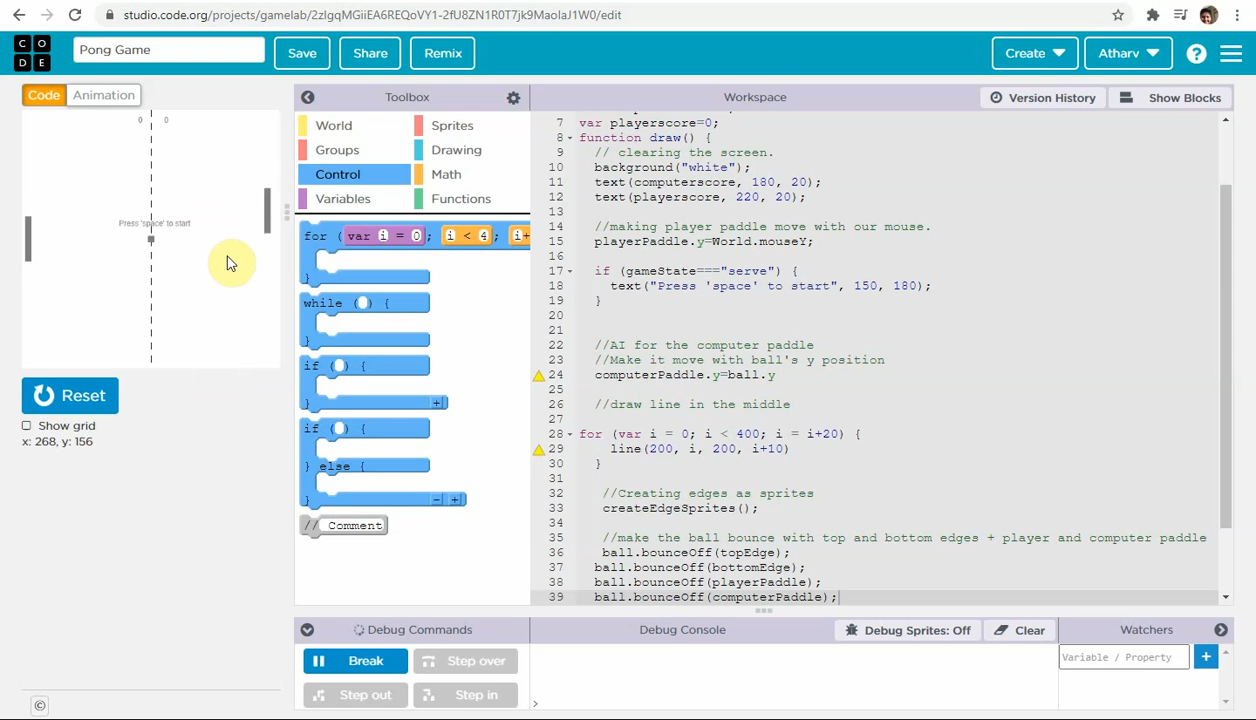 studio.code.org/projects/gamelab/2zIgqMGiiEA6REQoVY1-2fU8ZN1R0T7jk9MaolaJ1W0/edit
C O D E
Pong Game
Save
Share
Remix
Create
Atharv
?
Code
Animation
Toolbox
Workspace
Version History
Show Blocks
0 0
Press 'space' to start
Reset
Show grid
x: 268, y: 156
World
Sprites
Groups
Drawing
Control
Math
Variables
Functions
for ( var i = 0 ; i < 4 ; i+
}
while ( ) {
}
if ( ) {
}
if ( ) {
} else {
}
// Comment
7 var playerscore=0;
8 function draw() {
9 // clearing the screen.
10 background("white");
11 text(computerscore, 180, 20);
12 text(playerscore, 220, 20);
13
14 //making player paddle move with our mouse.
15 playerPaddle.y=World.mouseY;
16
17 if (gameState==="serve") {
18 text("Press 'space' to start", 150, 180);
19 }
20
21
22 //AI for the computer paddle
23 //Make it move with ball's y position
24 computerPaddle.y=ball.y
25
26 //draw line in the middle
27
28 for (var i = 0; i < 400; i = i+20) {
29 line(200, i, 200, i+10)
30 }
31
32 //Creating edges as sprites
33 createEdgeSprites();
34
35 //make the ball bounce with top and bottom edges + player and computer paddle
36 ball.bounceOff(topEdge);
37 ball.bounceOff(bottomEdge);
38 ball.bounceOff(playerPaddle);
39 ball.bounceOff(computerPaddle);
Debug Commands
Debug Console
Debug Sprites: Off
Clear
Watchers
Break
Step over
Step out
Step in
Variable / Property
+
>
©